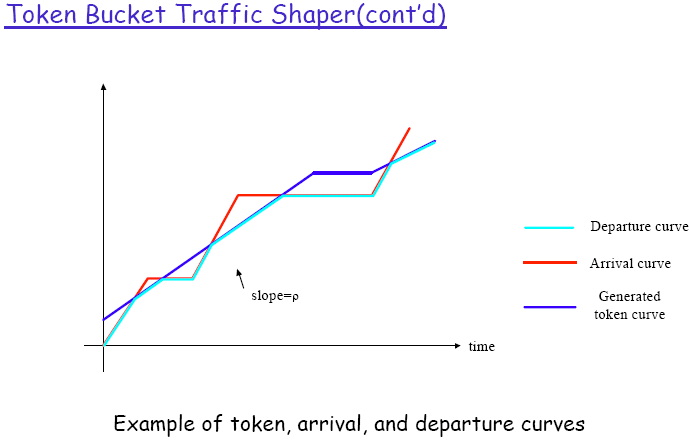 Token Bucket Traffic Shaper(cont'd)
Departure curve
Arrival curve
slope=ρ
Generated
token curve
time
Example of token, arrival, and departure curves